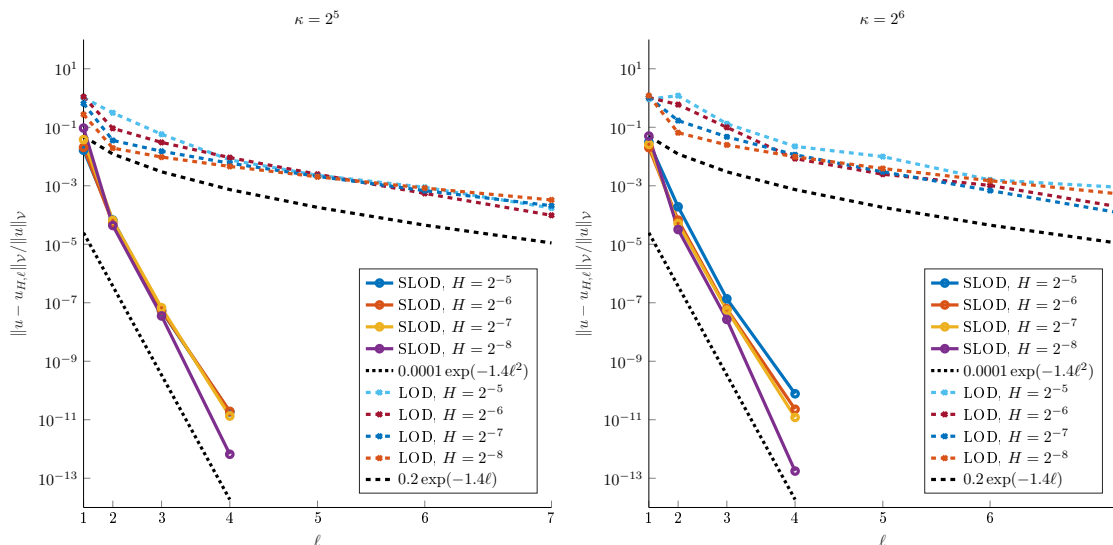 κ = 2^5
10^1
10^−1
10^−3
10^−5
10^−7
10^−9
10^−11
10^−13
‖u − u_{H,ℓ}‖_𝒱/‖u‖_𝒱
1 2 3 4 5 6 7
ℓ
SLOD, H = 2^−5
SLOD, H = 2^−6
SLOD, H = 2^−7
SLOD, H = 2^−8
0.0001 exp(−1.4ℓ^2)
LOD, H = 2^−5
LOD, H = 2^−6
LOD, H = 2^−7
LOD, H = 2^−8
0.2 exp(−1.4ℓ)
κ = 2^6
10^1
10^−1
10^−3
10^−5
10^−7
10^−9
10^−11
10^−13
‖u − u_{H,ℓ}‖_𝒱/‖u‖_𝒱
1 2 3 4 5 6
ℓ
SLOD, H = 2^−5
SLOD, H = 2^−6
SLOD, H = 2^−7
SLOD, H = 2^−8
0.0001 exp(−1.4ℓ^2)
LOD, H = 2^−5
LOD, H = 2^−6
LOD, H = 2^−7
LOD, H = 2^−8
0.2 exp(−1.4ℓ)